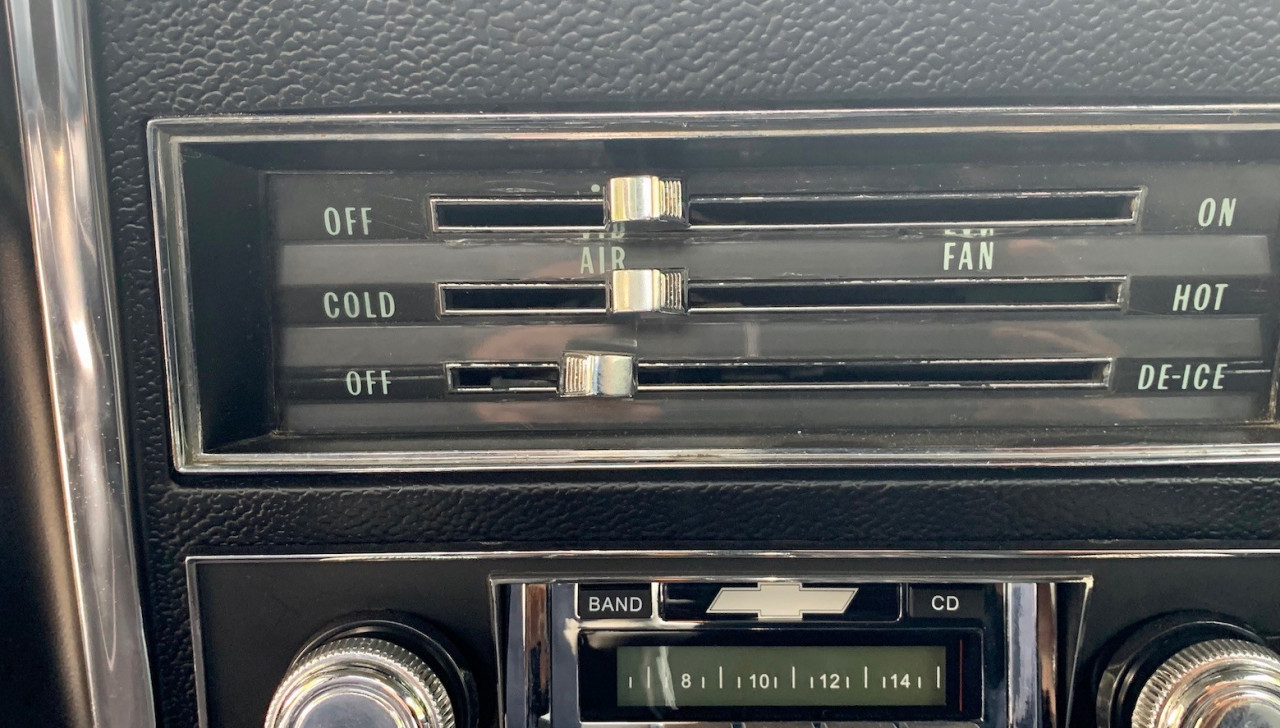 OFF ON
AIR FAN
COLD HOT
OFF DE-ICE
BAND CD
8 10 12 14